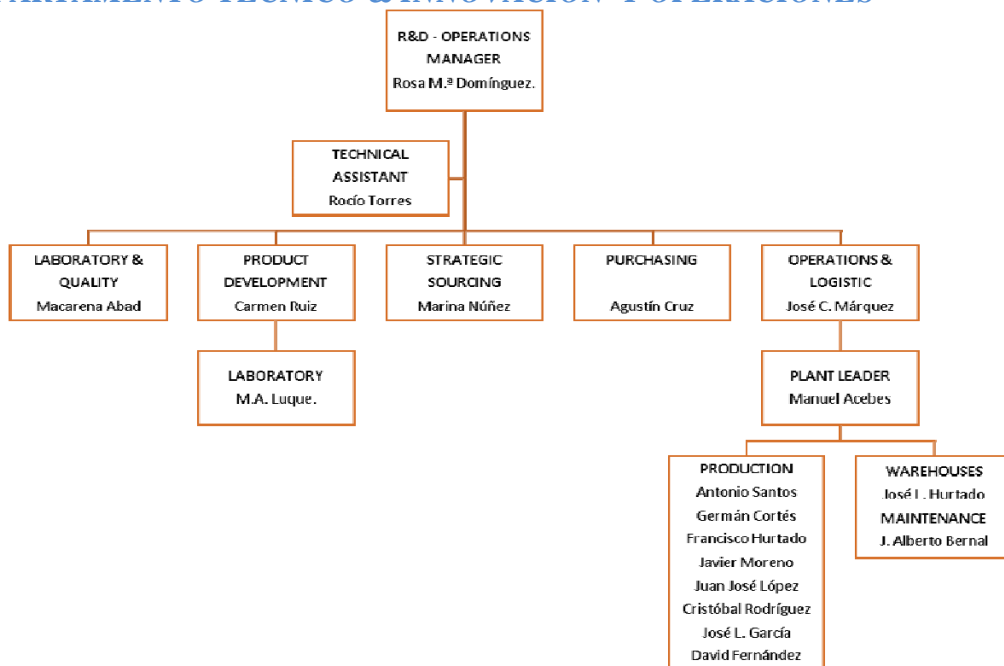 TÉCNICO & INNOVACIÓN Y OPERACIONES
R&D - OPERATIONS
MANAGER
Rosa M.ª Domínguez.
TECHNICAL
ASSISTANT
Rocío Torres
LABORATORY &
QUALITY
Macarena Abad
PRODUCT
DEVELOPMENT
Carmen Ruiz
STRATEGIC
SOURCING
Marina Núñez
PURCHASING
Agustín Cruz
OPERATIONS &
LOGISTIC
José C. Márquez
LABORATORY
M.A. Luque.
PLANT LEADER
Manuel Acebes
PRODUCTION
Antonio Santos
Germán Cortés
Francisco Hurtado
Javier Moreno
Juan José López
Cristóbal Rodríguez
José L. García
David Fernández
WAREHOUSES
José L. Hurtado
MAINTENANCE
J. Alberto Bernal